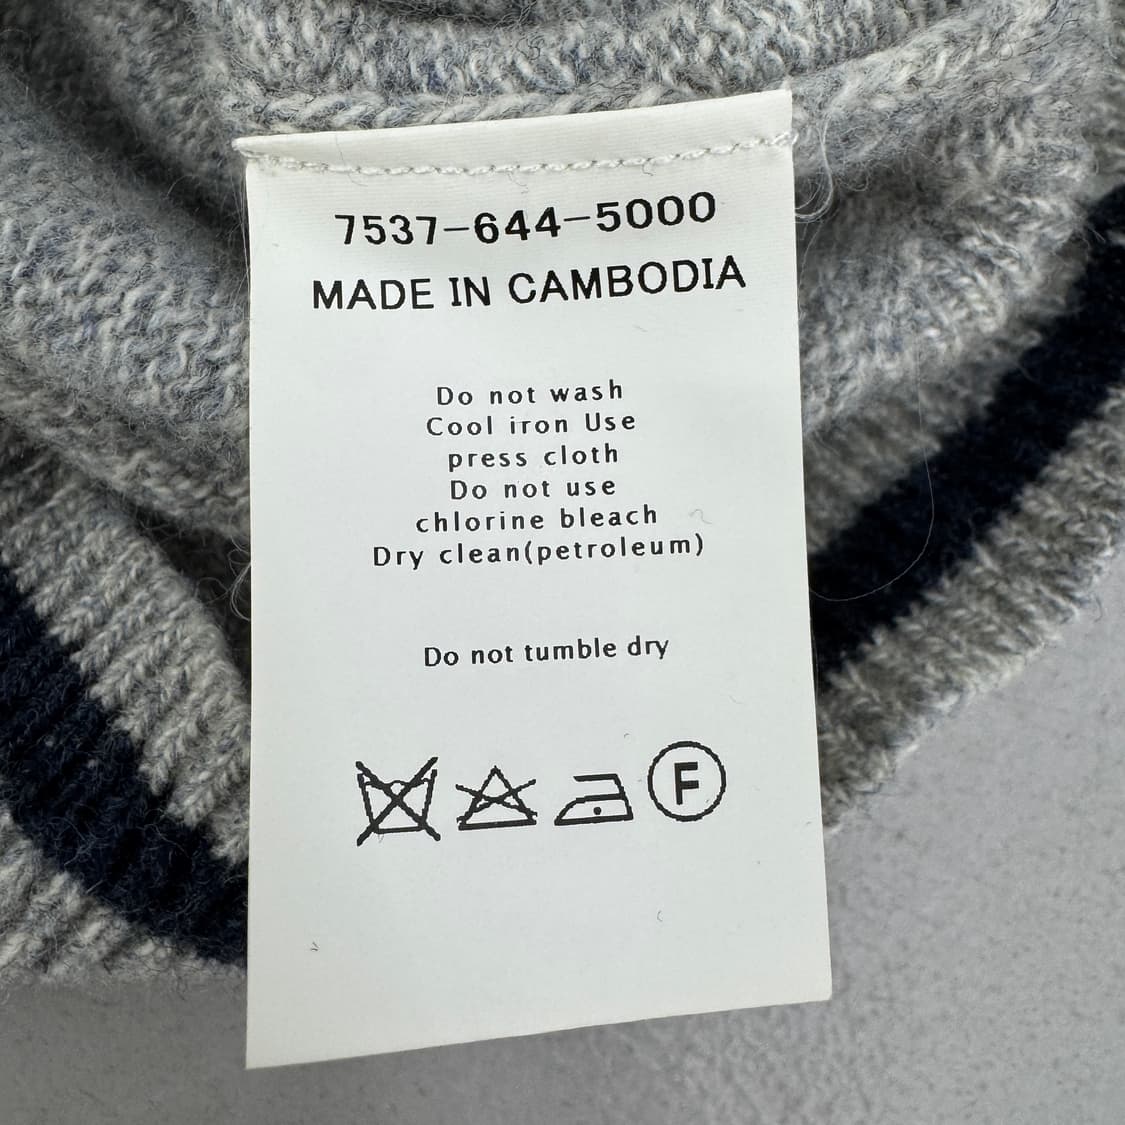 7537-644-5000
MADE IN CAMBODIA
Do not wash
Cool iron Use
press cloth
Do not use
chlorine bleach
Dry clean(petroleum)
Do not tumble dry
F